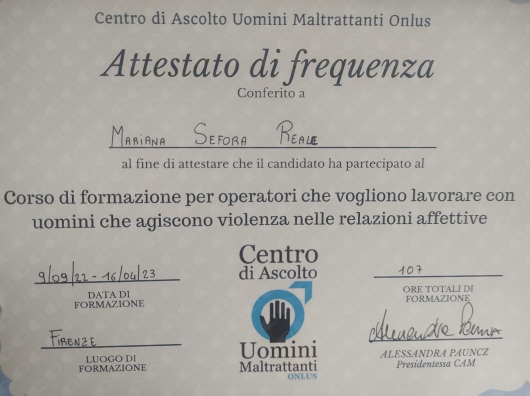 Centro di Ascolto Uomini Maltrattanti Onlus
Attestato di frequenza
Conferito a
MARIANA SEFORA REALE
al fine di attestare che il candidato ha partecipato al
Corso di formazione per operatori che vogliono lavorare con
uomini che agiscono violenza nelle relazioni affettive
9/09/22 - 16/04/23
DATA DI
FORMAZIONE
FIRENZE
LUOGO DI
FORMAZIONE
Centro
di Ascolto
Uomini
Maltrattanti
ONLUS
107
ORE TOTALI DI
FORMAZIONE
ALESSANDRA PAUNCZ
Presidentessa CAM